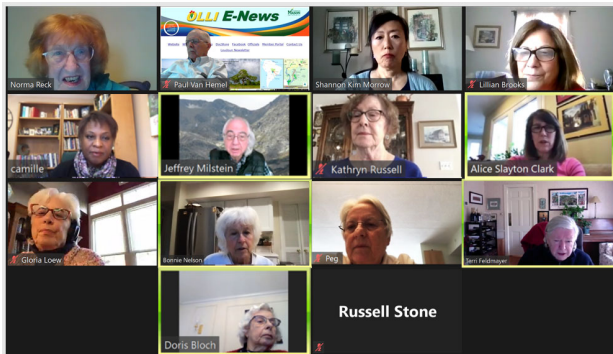 OLLI E-News
Norma Reck
Paul Van Hemel
Shannon Kim Morrow
Lillian Brooks
camille
Jeffrey Milstein
Kathryn Russell
Alice Slayton Clark
Gloria Loew
Bonnie Nelson
Peg
Terri Feldmayer
Doris Bloch
Russell Stone